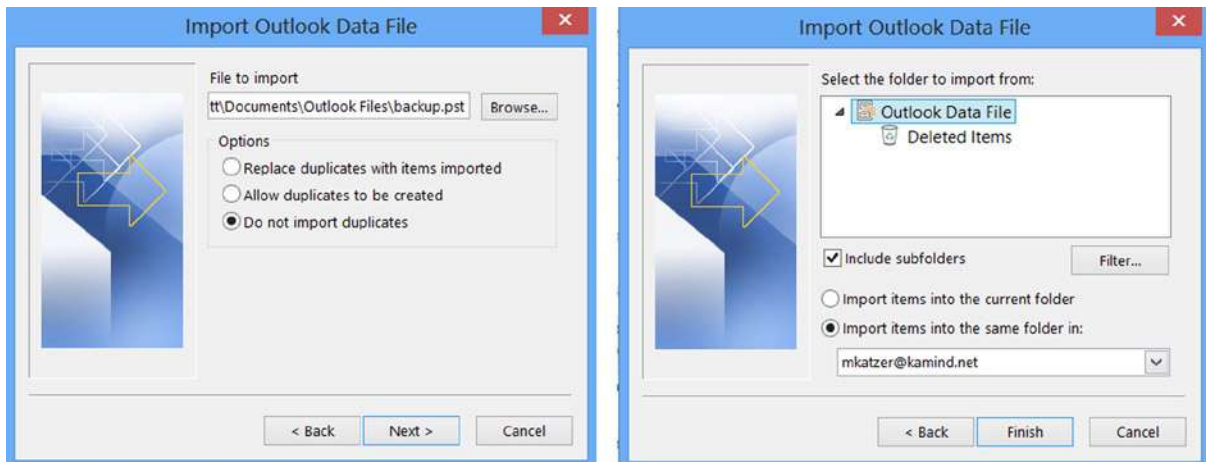 Import Outlook Data File
File to import
tt\Documents\Outlook Files\backup.pst
Browse...
Options
Replace duplicates with items imported
Allow duplicates to be created
Do not import duplicates
< Back
Next >
Cancel
Import Outlook Data File
Select the folder to import from:
Outlook Data File
Deleted Items
Include subfolders
Filter...
Import items into the current folder
Import items into the same folder in:
mkatzer@kamind.net
< Back
Finish
Cancel